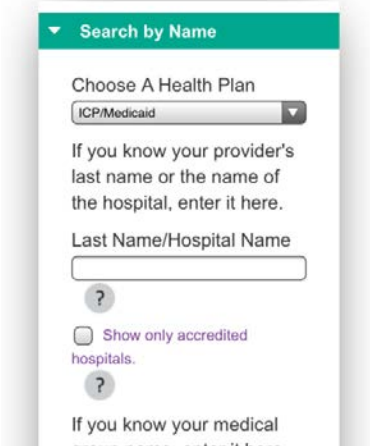 Search by Name
Choose A Health Plan
ICP/Medicaid
If you know your provider's
last name or the name of
the hospital, enter it here.
Last Name/Hospital Name
?
Show only accredited
hospitals.
?
If you know your medical